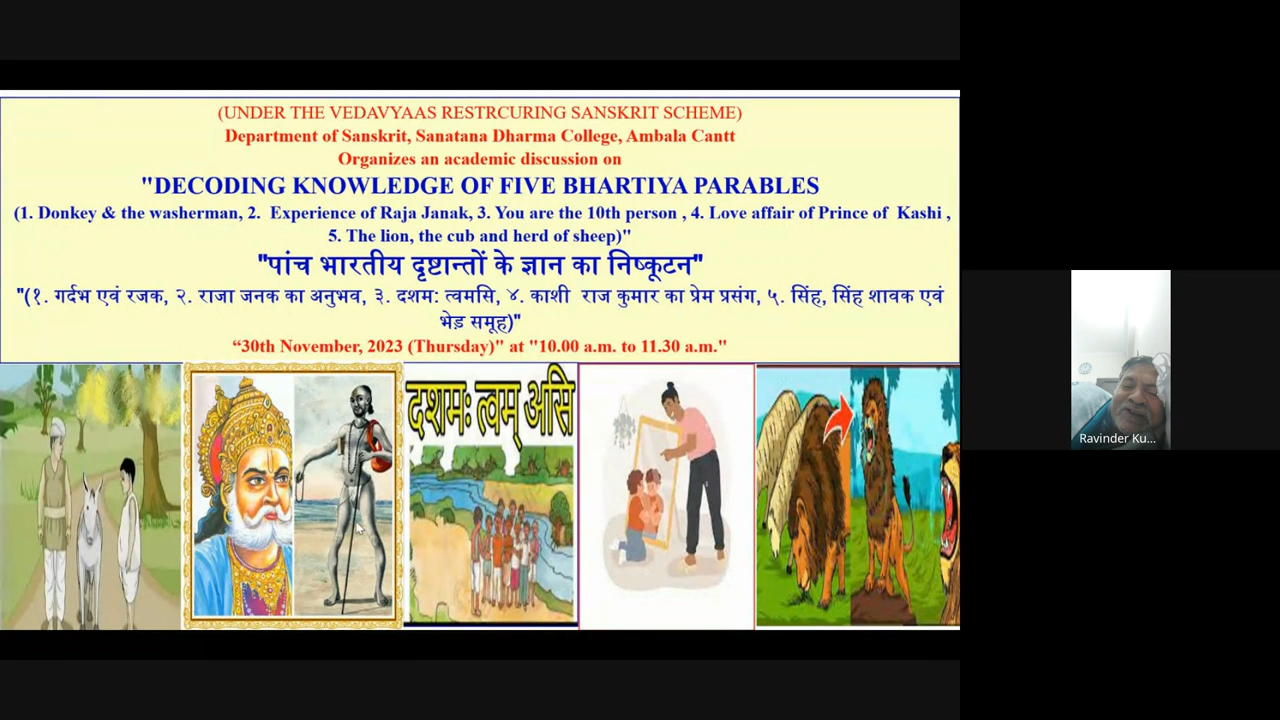 (UNDER THE VEDAVYAAS RESTRCURING SANSKRIT SCHEME)
Department of Sanskrit, Sanatana Dharma College, Ambala Cantt
Organizes an academic discussion on
"DECODING KNOWLEDGE OF FIVE BHARTIYA PARABLES
(1. Donkey & the washerman, 2. Experience of Raja Janak, 3. You are the 10th person , 4. Love affair of Prince of Kashi ,
5. The lion, the cub and herd of sheep)"
"पांच भारतीय दृष्टान्तों के ज्ञान का निष्कूटन"
"(१. गर्दभ एवं रजक, २. राजा जनक का अनुभव, ३. दशम: त्वमसि, ४. काशी राज कुमार का प्रेम प्रसंग, ५. सिंह, सिंह शावक एवं
भेड़ समूह)"
“30th November, 2023 (Thursday)" at "10.00 a.m. to 11.30 a.m."
दशमः त्वम् असि
Ravinder Ku...